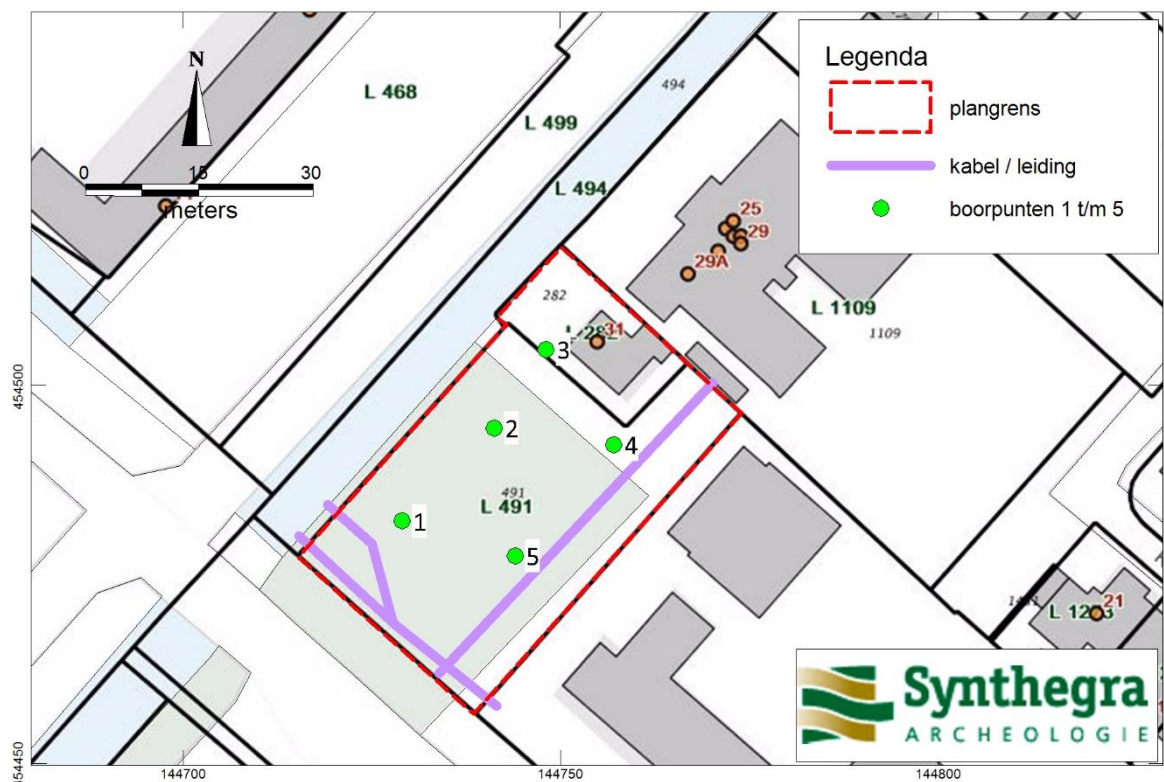 N
0 15 30
meters
L 468
L 499
L 494
494
Legenda
plangrens
kabel / leiding
boorpunten 1 t/m 5
25
29
29A
L 1109
1109
282
31
3
2
4
491
L 491
1
5
21
454500
454450
144700
144750
144800
Synthegra
ARCHEOLOGIE